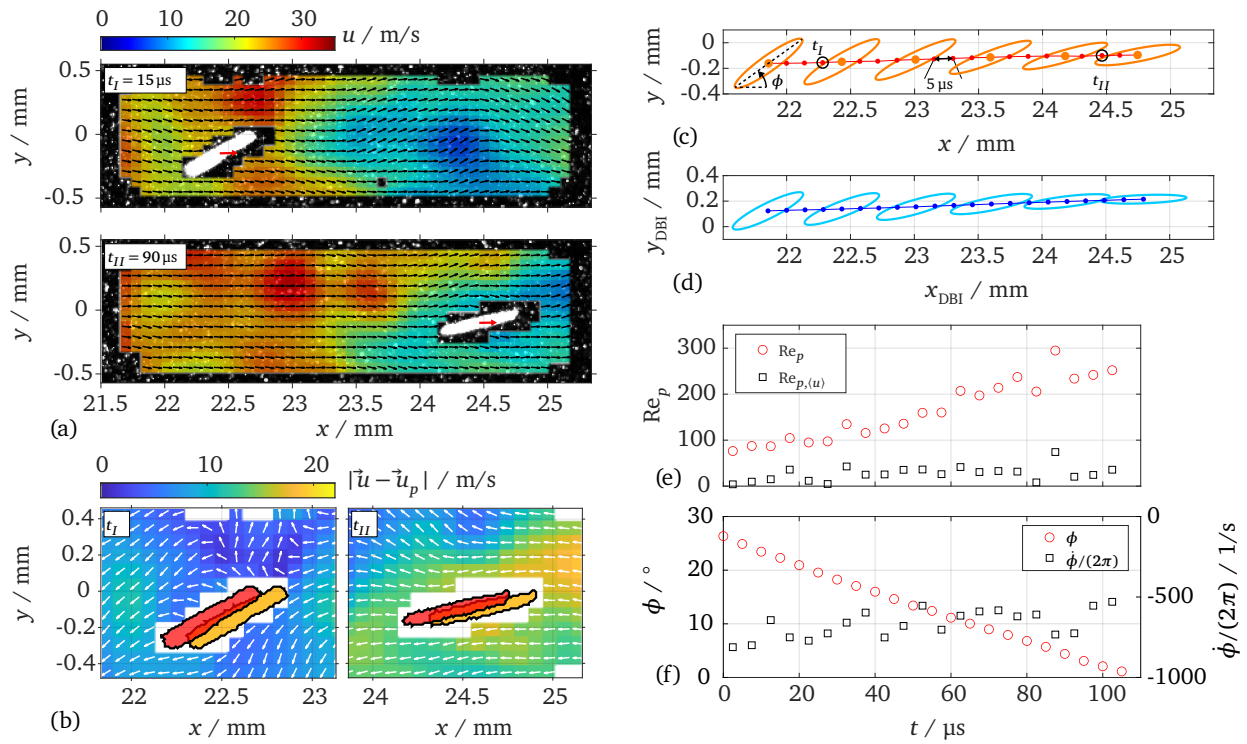 0 10 20 30 u / m/s
0.5
t_I = 15 µs
y / mm
0
-0.5
0.5
t_II = 90 µs
y / mm
0
-0.5
21.5 22 22.5 23 23.5 24 24.5 25
(a)
x / mm
0 10 20 |u⃗ − u⃗_p| / m/s
t_I
t_II
0.4
0.2
y / mm
0
-0.2
-0.4
22 22.5 23
24 24.5 25
(b)
x / mm
x / mm
y / mm
0
-0.2
-0.4
t_I
ϕ
5 µs
t_II
22 22.5 23 23.5 24 24.5 25
(c)
x / mm
y_DBI / mm
0.4
0.2
0
22 22.5 23 23.5 24 24.5 25
(d)
x_DBI / mm
Re_p
300
200
100
0
Re_p
Re_p,⟨u⟩
(e)
ϕ / °
30
20
10
0
ϕ
ϕ̇/(2π)
0
-500
-1000
ϕ̇/(2π) / 1/s
(f)
0 20 40 60 80 100
t / µs